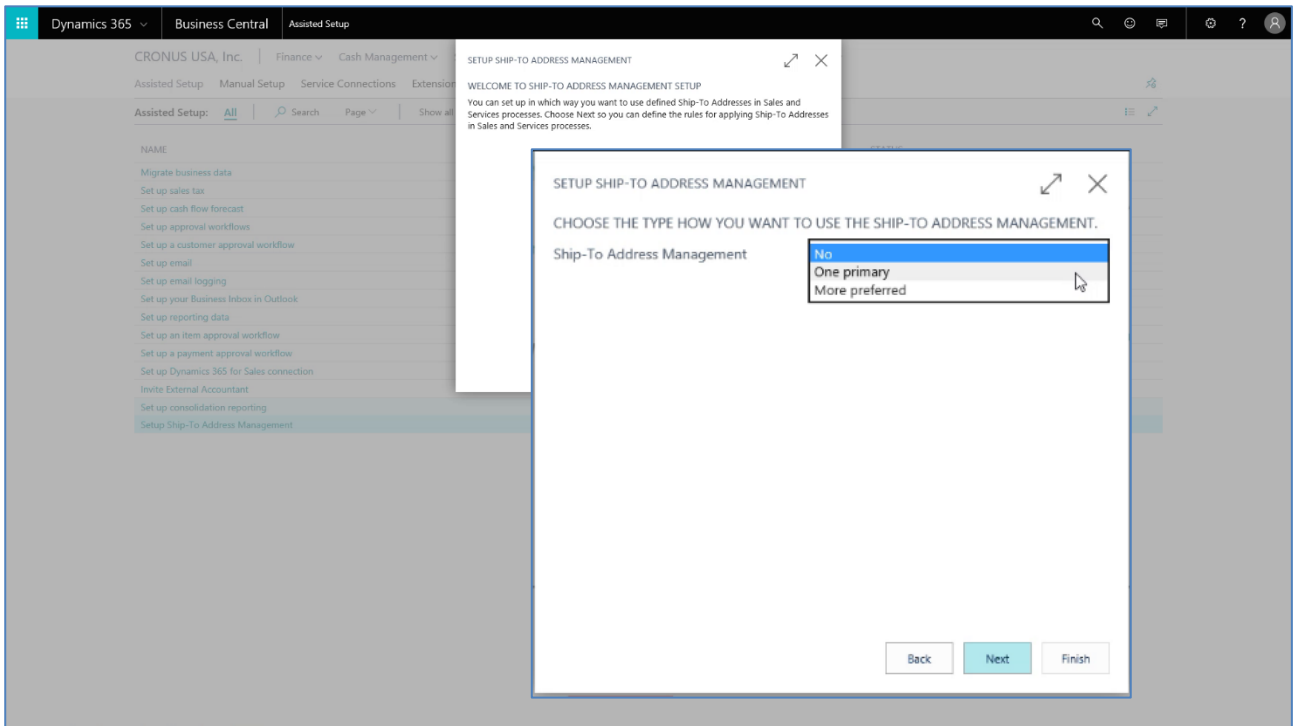 Dynamics 365
Business Central
Assisted Setup
?
CRONUS USA, Inc.
Finance
Cash Management
Assisted Setup
Manual Setup
Service Connections
Extension
Assisted Setup:
All
Search
Page
Show all
NAME
Migrate business data
Set up sales tax
Set up cash flow forecast
Set up approval workflows
Set up a customer approval workflow
Set up email
Set up email logging
Set up your Business Inbox in Outlook
Set up reporting data
Set up an item approval workflow
Set up a payment approval workflow
Set up Dynamics 365 for Sales connection
Invite External Accountant
Set up consolidation reporting
Setup Ship-To Address Management
SETUP SHIP-TO ADDRESS MANAGEMENT
WELCOME TO SHIP-TO ADDRESS MANAGEMENT SETUP
You can set up in which way you want to use defined Ship-To Addresses in Sales and
Services processes. Choose Next so you can define the rules for applying Ship-To Addresses
in Sales and Services processes.
SETUP SHIP-TO ADDRESS MANAGEMENT
CHOOSE THE TYPE HOW YOU WANT TO USE THE SHIP-TO ADDRESS MANAGEMENT.
Ship-To Address Management
No
One primary
More preferred
Back
Next
Finish